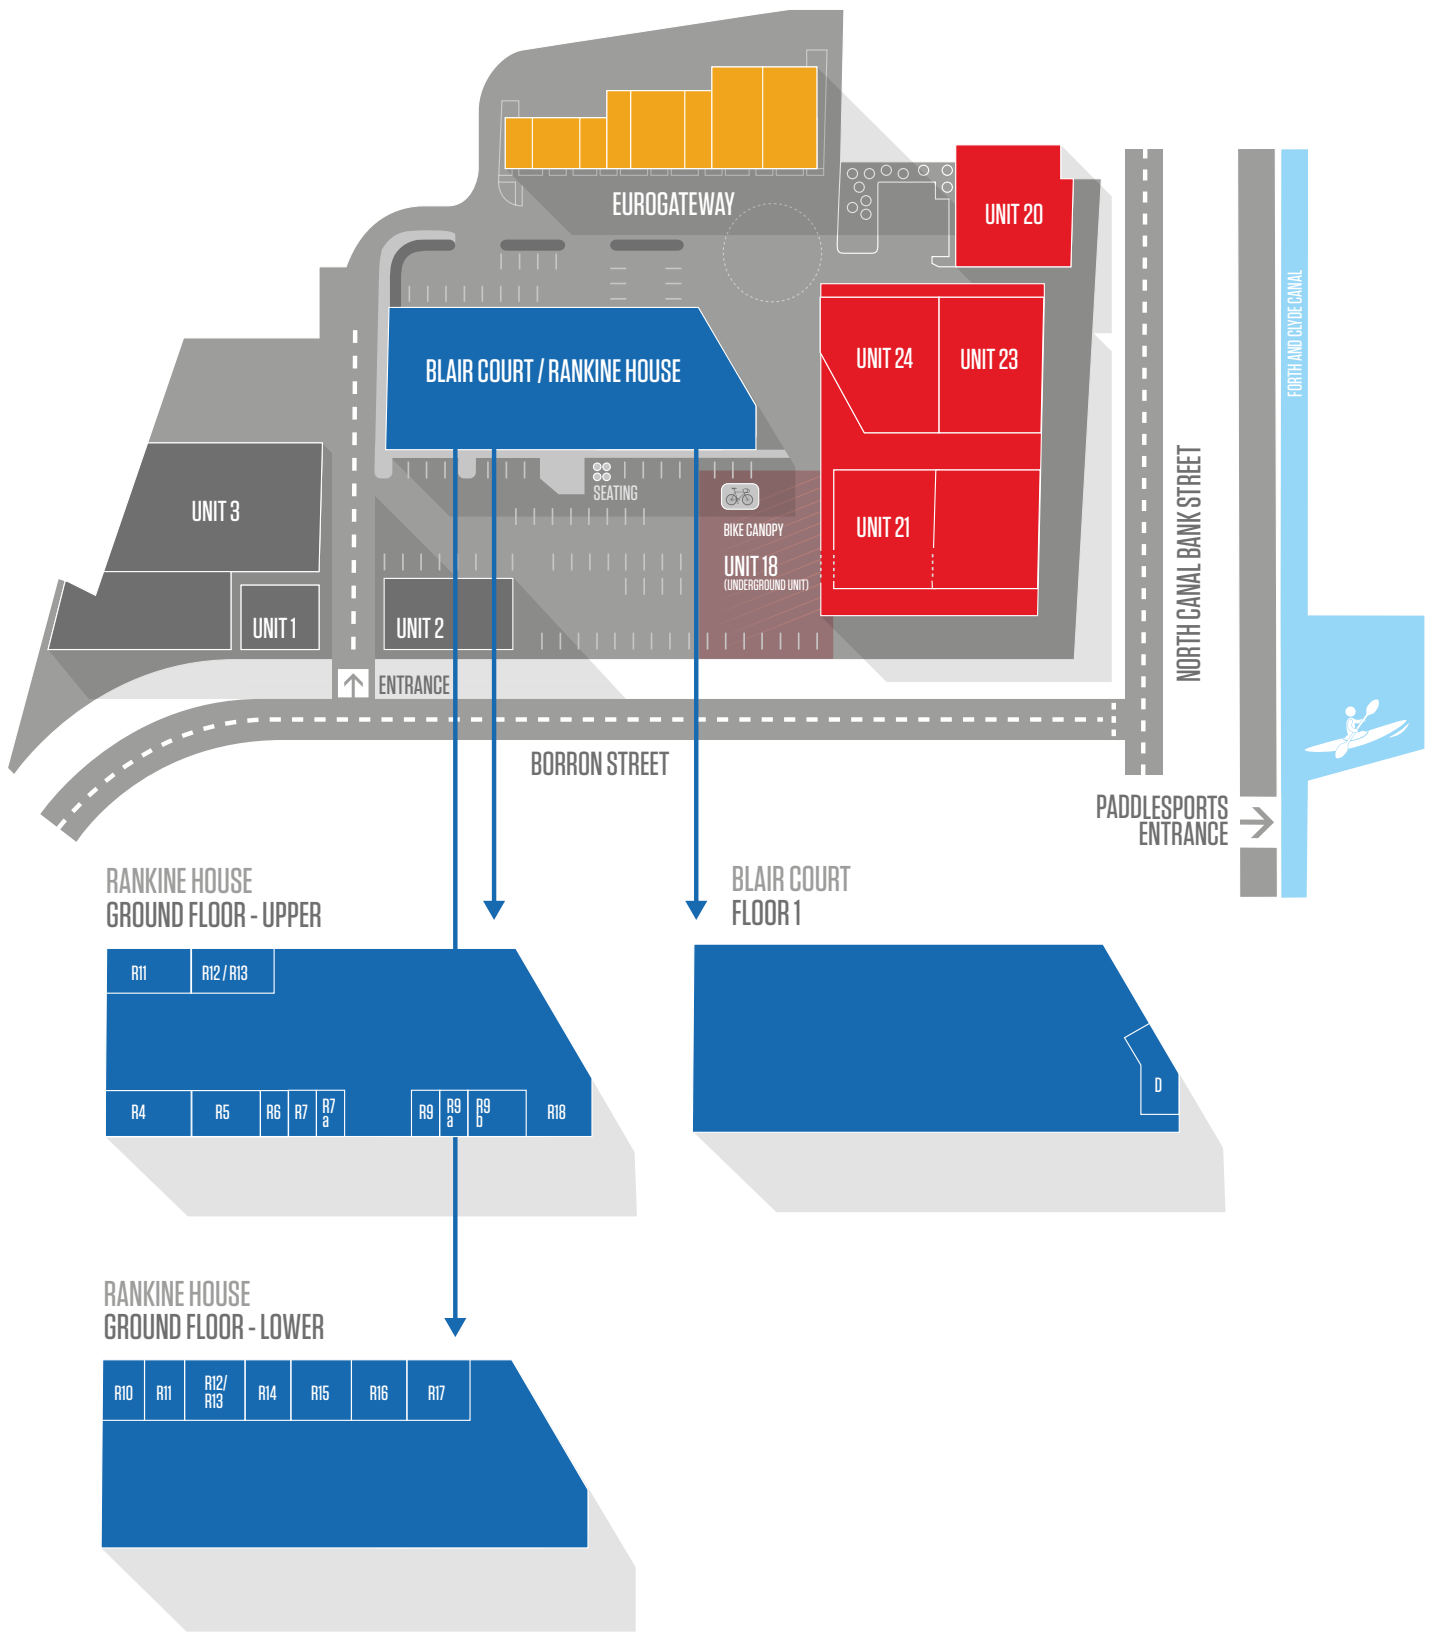 EUROGATEWAY
UNIT 20
FORTH AND CLYDE CANAL
BLAIR COURT / RANKINE HOUSE
UNIT 24
UNIT 23
UNIT 3
SEATING
BIKE CANOPY
UNIT 18
(UNDERGROUND UNIT)
UNIT 21
NORTH CANAL BANK STREET
UNIT 1
UNIT 2
ENTRANCE
BORRON STREET
PADDLESPORTS
ENTRANCE
RANKINE HOUSE
GROUND FLOOR - UPPER
R11
R12 / R13
R4
R5
R6
R7
R7
a
R9
R9
a
R9
b
R18
BLAIR COURT
FLOOR 1
D
RANKINE HOUSE
GROUND FLOOR - LOWER
R10
R11
R12/
R13
R14
R15
R16
R17